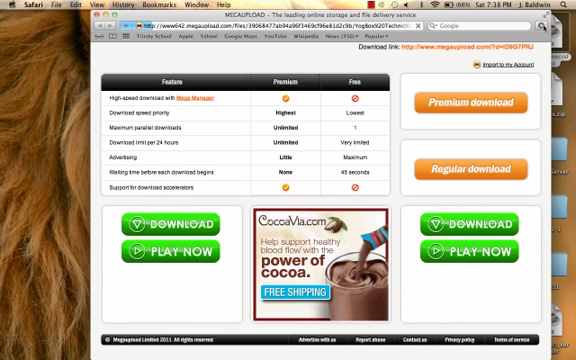 Safari File Edit View History Bookmarks Window Help
Sat 7:38 PM J. Baldwin
MEGAUPLOAD - The leading online storage and file delivery service
Google
Trinity School Apple Yahoo! Google Maps YouTube Wikipedia News Popular
Download link: http://www.megaupload.com/?d=ID9G7PRJ
Import to my Account
Feature Premium Free
High-speed download with Mega Manager
Download speed priority Highest Lowest
Maximum parallel downloads Unlimited 1
Download limit per 24 hours Unlimited Very limited
Advertising Little Maximum
Waiting time before each download begins None 45 seconds
Support for download accelerators
Premium download
Regular download
DOWNLOAD
PLAY NOW
CocoaVia.com
Help support healthy
blood flow with the
power of
cocoa.
FREE SHIPPING
DOWNLOAD
PLAY NOW
Megaupload Limited 2011 All rights reserved
Advertise with us Report abuse Contact us Privacy policy Terms of service